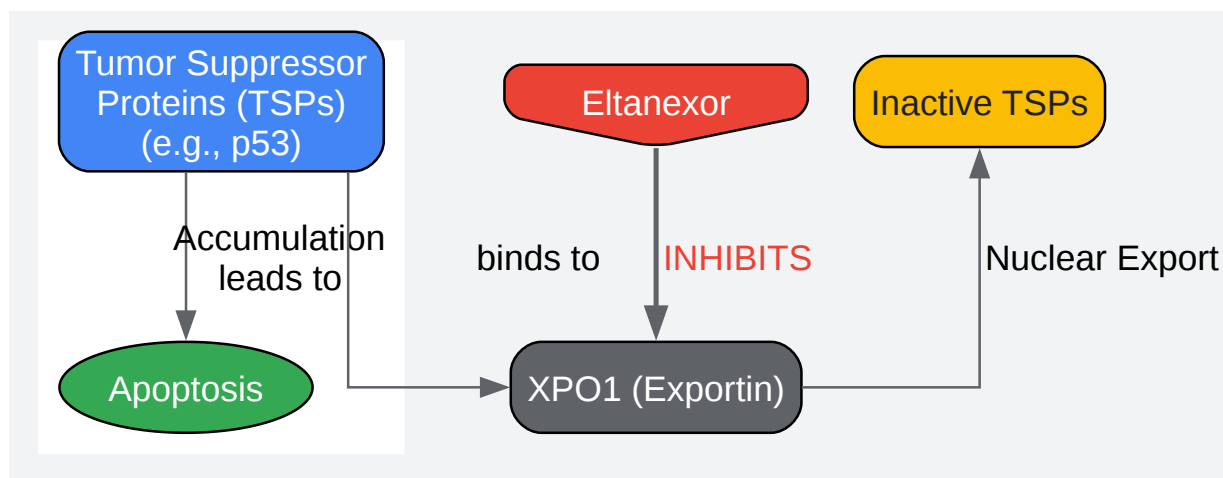 Tumor Suppressor
Proteins (TSPs)
(e.g., p53)
Eltanexor
Inactive TSPs
Accumulation
leads to
binds to
INHIBITS
Nuclear Export
Apoptosis
XPO1 (Exportin)